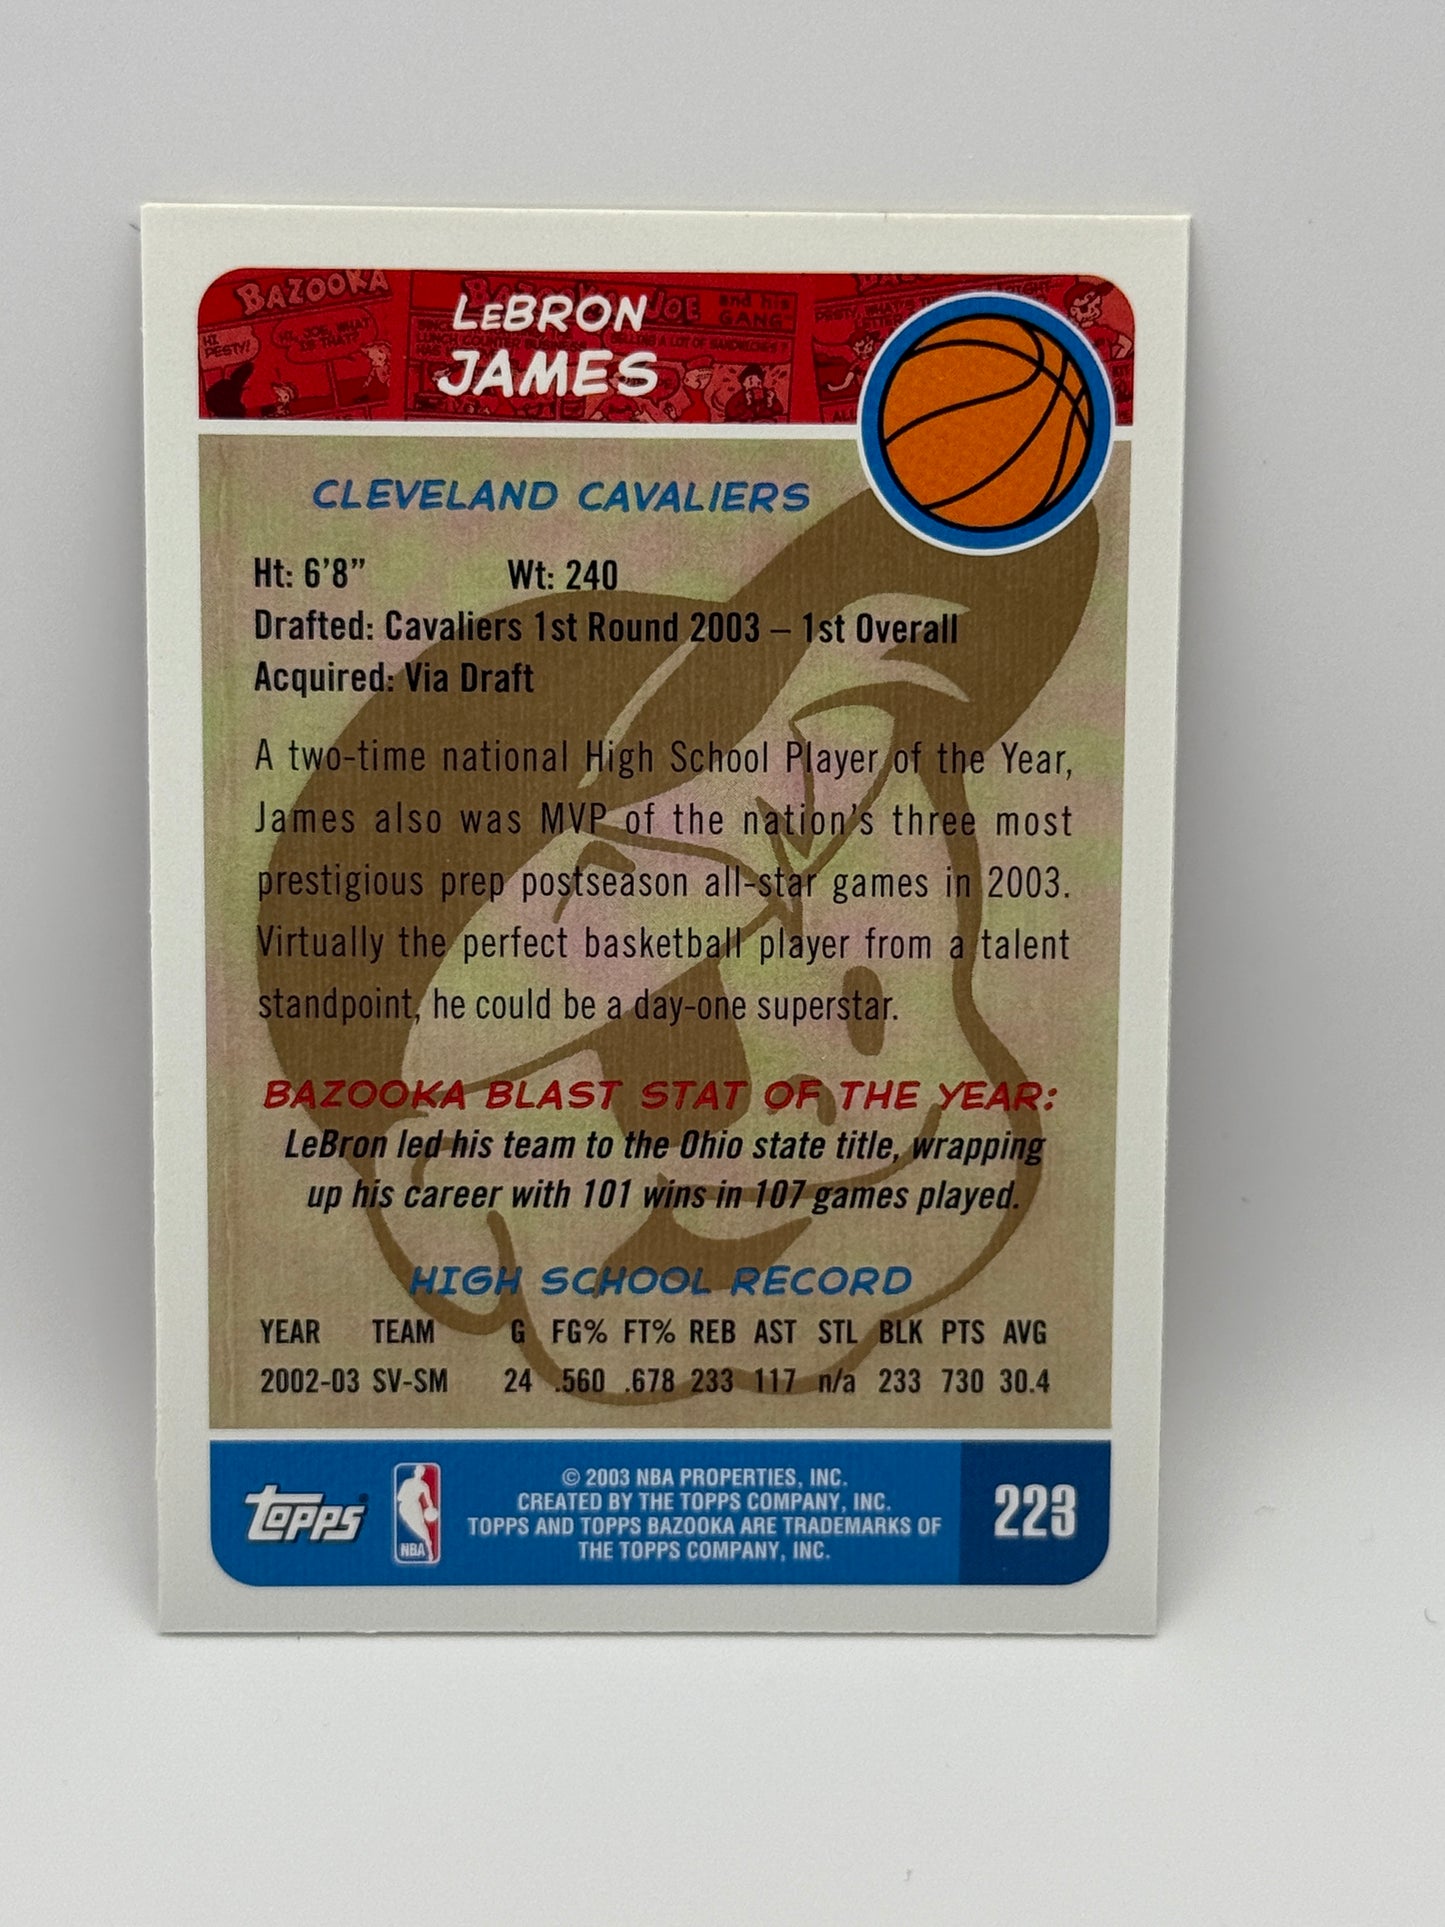 BAZOOKA
LeBRON
JAMES
JOE
and his
GANG
HI
PESTY!
HI, JOE, WHAT
IS THAT?
CLEVELAND CAVALIERS
Ht: 6'8" Wt: 240
Drafted: Cavaliers 1st Round 2003 – 1st Overall
Acquired: Via Draft
A two-time national High School Player of the Year,
James also was MVP of the nation's three most
prestigious prep postseason all-star games in 2003.
Virtually the perfect basketball player from a talent
standpoint, he could be a day-one superstar.
BAZOOKA BLAST STAT OF THE YEAR:
LeBron led his team to the Ohio state title, wrapping
up his career with 101 wins in 107 games played.
HIGH SCHOOL RECORD
YEAR TEAM G FG% FT% REB AST STL BLK PTS AVG
2002-03 SV-SM 24 .560 .678 233 117 n/a 233 730 30.4
Topps®
NBA
© 2003 NBA PROPERTIES, INC.
CREATED BY THE TOPPS COMPANY, INC.
TOPPS AND TOPPS BAZOOKA ARE TRADEMARKS OF
THE TOPPS COMPANY, INC.
223